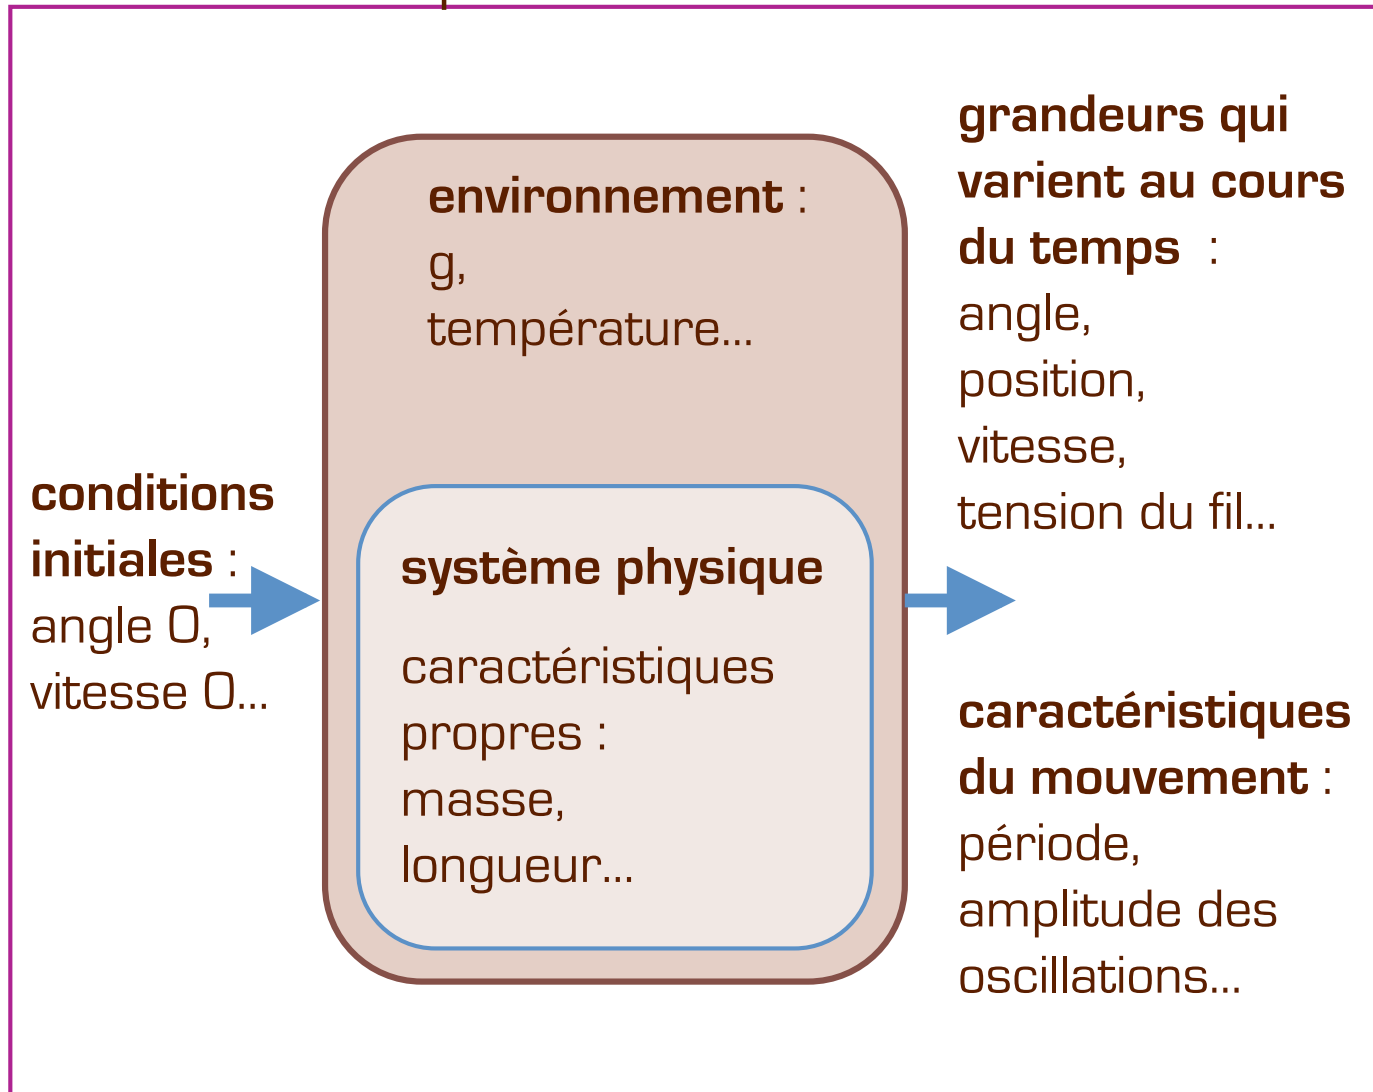 conditions
initiales :
angle 0,
vitesse 0...
environnement :
g,
température...
système physique
caractéristiques
propres :
masse,
longueur...
grandeurs qui
varient au cours
du temps :
angle,
position,
vitesse,
tension du fil...
caractéristiques
du mouvement :
période,
amplitude des
oscillations...